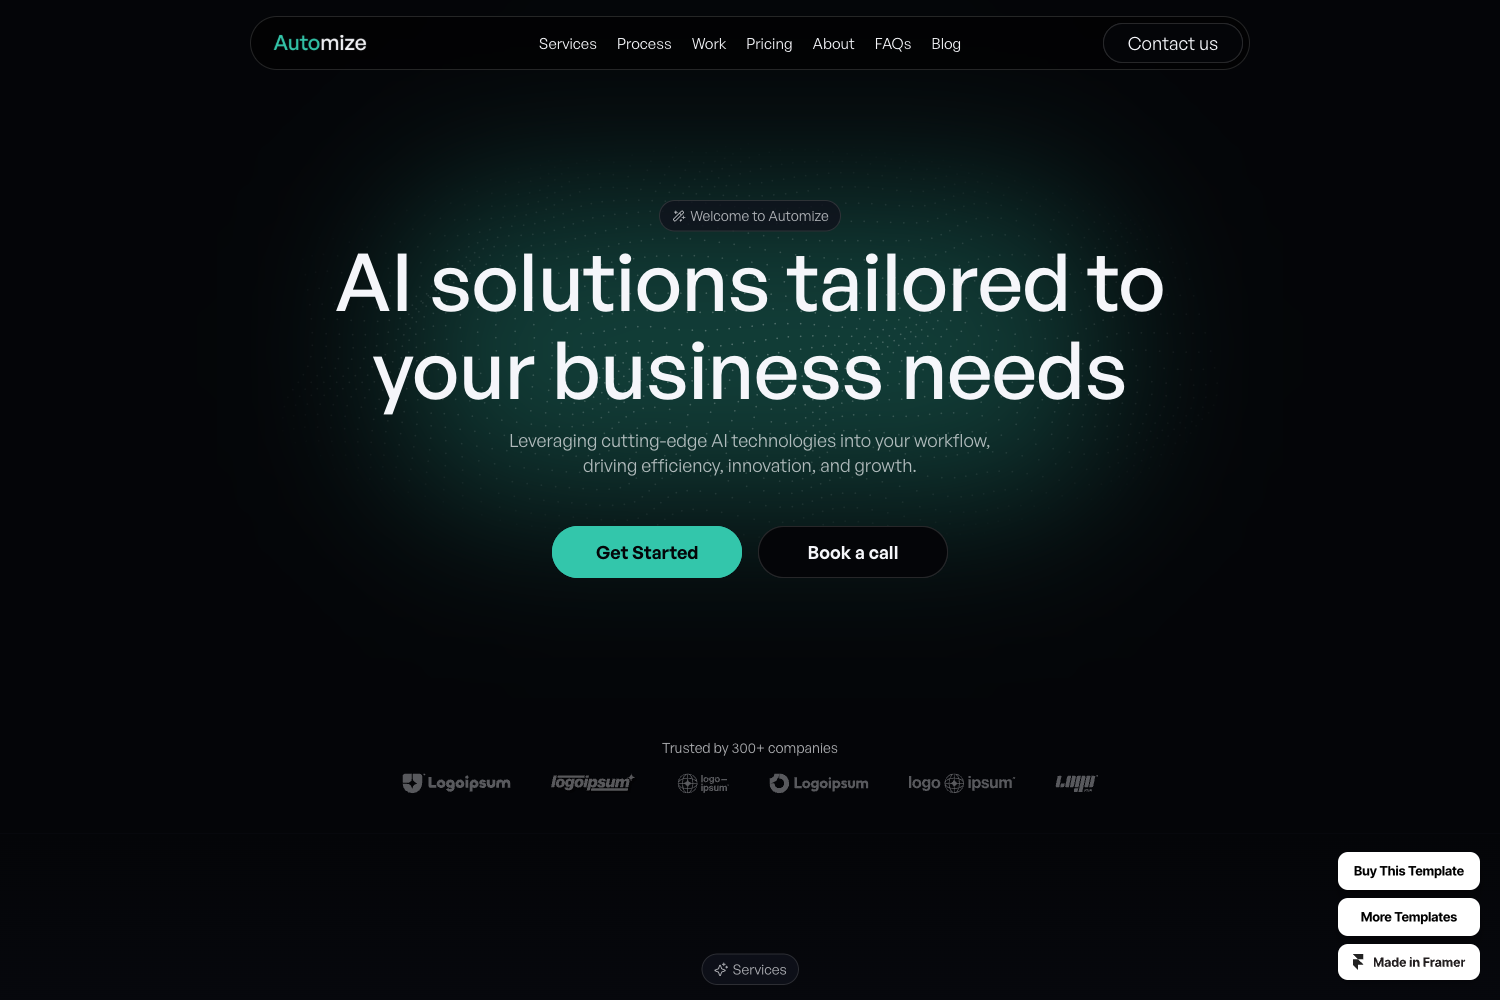 Automize
Services Process Work Pricing About FAQs Blog
Contact us
Welcome to Automize
AI solutions tailored to
your business needs
Leveraging cutting-edge AI technologies into your workflow,
driving efficiency, innovation, and growth.
Get Started
Book a call
Trusted by 300+ companies
Logoipsum
logoipsum
logo
ipsum
Logoipsum
logo ipsum
Services
Buy This Template
More Templates
Made in Framer